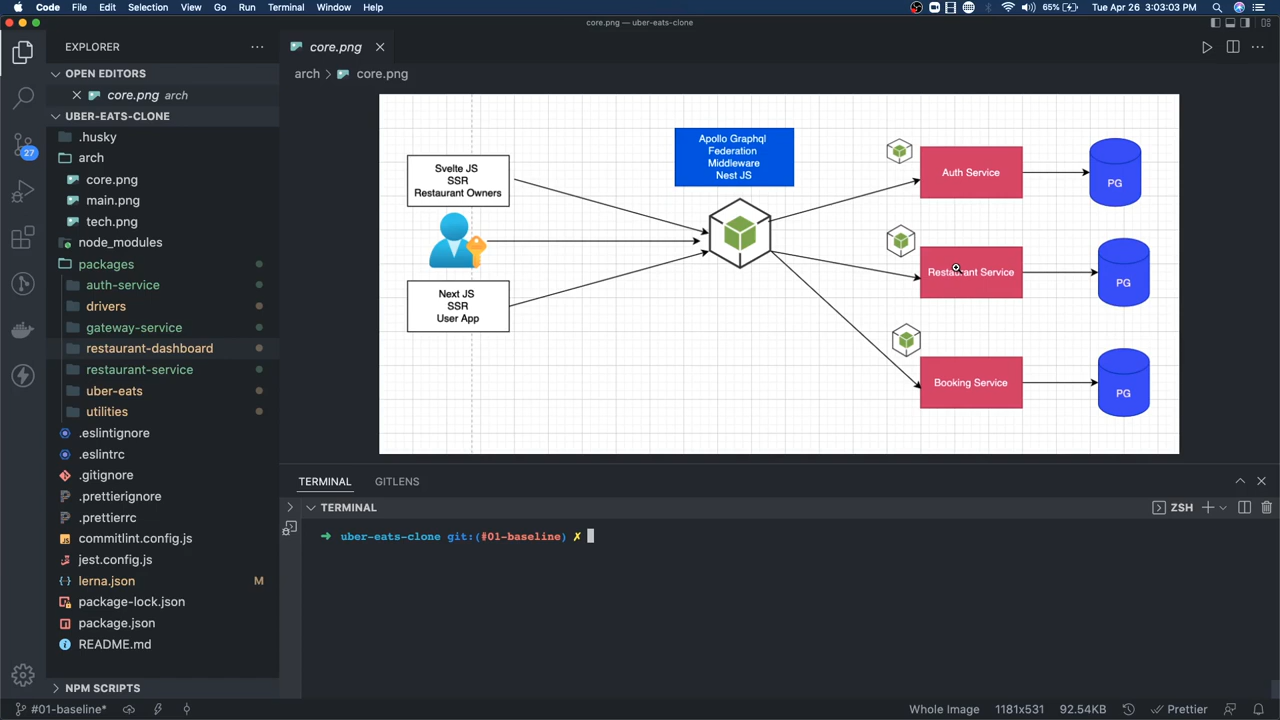 Code File Edit Selection View Go Run Terminal Window Help
65% Tue Apr 26 3:03:03 PM
core.png — uber-eats-clone
EXPLORER
OPEN EDITORS
core.png arch
UBER-EATS-CLONE
.husky
arch
core.png
main.png
tech.png
node_modules
packages
auth-service
drivers
gateway-service
restaurant-dashboard
restaurant-service
uber-eats
utilities
.eslintignore
.eslintrc
.gitignore
.prettierignore
.prettierrc
commitlint.config.js
jest.config.js
lerna.json M
package-lock.json
package.json
README.md
NPM SCRIPTS
27
core.png
arch > core.png
Svelte JS
SSR
Restaurant Owners
Next JS
SSR
User App
Apollo Graphql
Federation
Middleware
Nest JS
Auth Service
PG
Restaurant Service
PG
Booking Service
PG
TERMINAL GITLENS
TERMINAL
ZSH
➜ uber-eats-clone git:(#01-baseline) ✗
#01-baseline*
Whole Image 1181x531 92.54KB Prettier